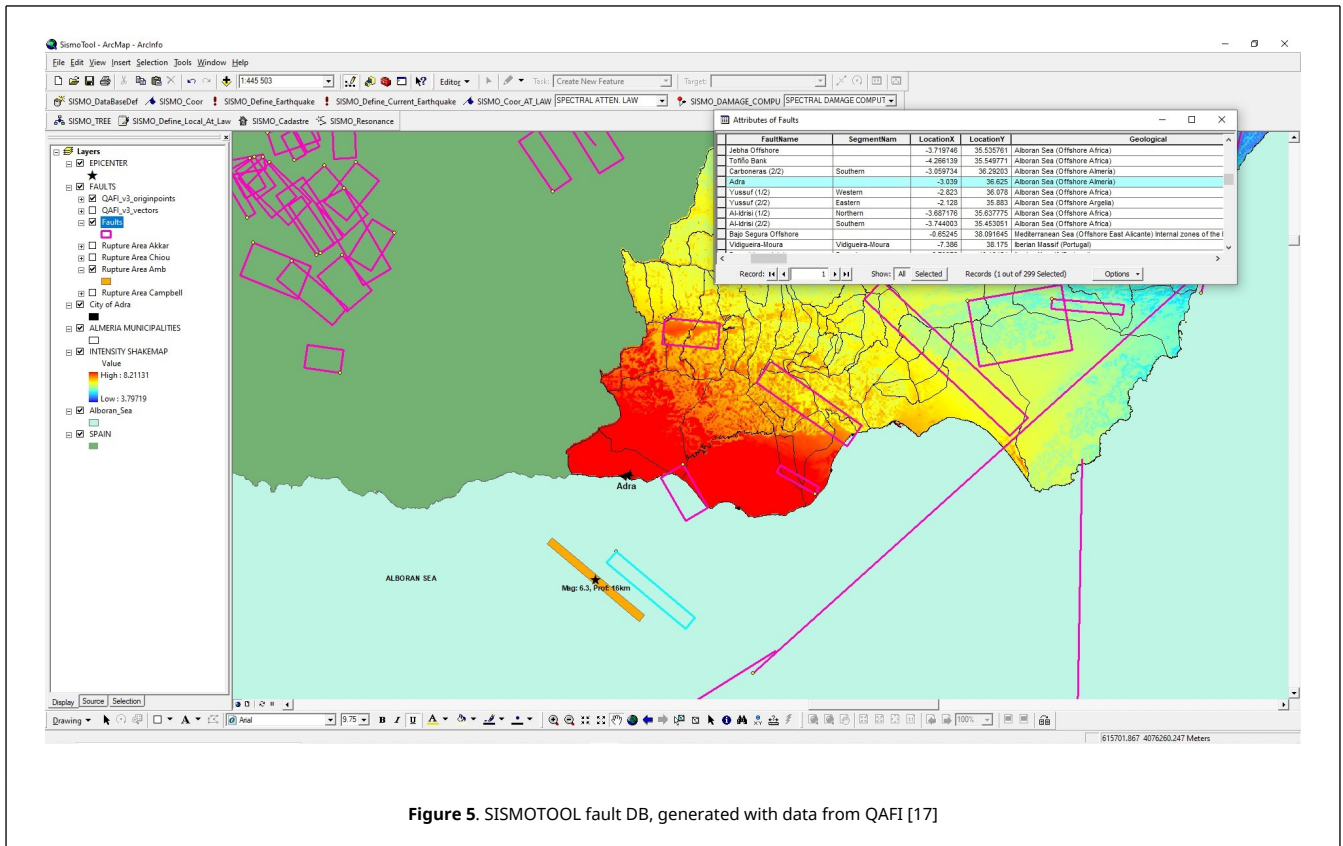 SismoTool - ArcMap - ArcInfo
File Edit View Insert Selection Tools Window Help
1:445 503 Editor Task: Create New Feature Target:
SISMO_DataBaseDef SISMO_Coor SISMO_Define_Earthquake SISMO_Define_Current_Earthquake SISMO_Coor_AT_LAW SPECTRAL ATTEN. LAW SISMO_DAMAGE_COMPU SPECTRAL DAMAGE COMPUT
SISMO_TREE SISMO_Define_Local_At_Law SISMO_Cadastre SISMO_Resonance
Layers
EPICENTER
FAULTS
QAFI_v3_originpoints
QAFI_v3_vectors
Faults
Rupture Area Akkar
Rupture Area Chiou
Rupture Area Amb
Rupture Area Campbell
City of Adra
ALMERIA MUNICIPALITIES
INTENSITY SHAKEMAP
Value
High : 8.21131
Low : 3.79719
Alboran_Sea
SPAIN
Attributes of Faults
FaultName SegmentNam LocationX LocationY Geological
Jebha Offshore -3.719746 35.535761 Alboran Sea (Offshore Africa)
Tofiño Bank -4.266139 35.549771 Alboran Sea (Offshore Africa)
Carboneras (2/2) Southern -3.059734 36.29203 Alboran Sea (Offshore Almería)
Adra -3.039 36.625 Alboran Sea (Offshore Almería)
Yussuf (1/2) Western -2.823 36.078 Alboran Sea (Offshore Africa)
Yussuf (2/2) Eastern -2.128 35.883 Alboran Sea (Offshore Argelia)
Al-Idrisi (1/2) Northern -3.687176 35.637775 Alboran Sea (Offshore Africa)
Al-Idrisi (2/2) Southern -3.744003 35.453051 Alboran Sea (Offshore Africa)
Bajo Segura Offshore -0.65245 38.091645 Mediterranean Sea (Offshore East Alicante) Internal zones of the
Vidigueira-Moura Vidigueira-Moura -7.386 38.175 Iberian Massif (Portugal)
Record: 1 Show: All Selected Records (1 out of 299 Selected) Options
Adra
ALBORAN SEA
Mag: 6.3, Prof: 16km
Display Source Selection
Drawing A Arial 9.75 B I U A 100%
615701.867 4076260.247 Meters
Figure 5. SISMOTOOL fault DB, generated with data from QAFI [17]